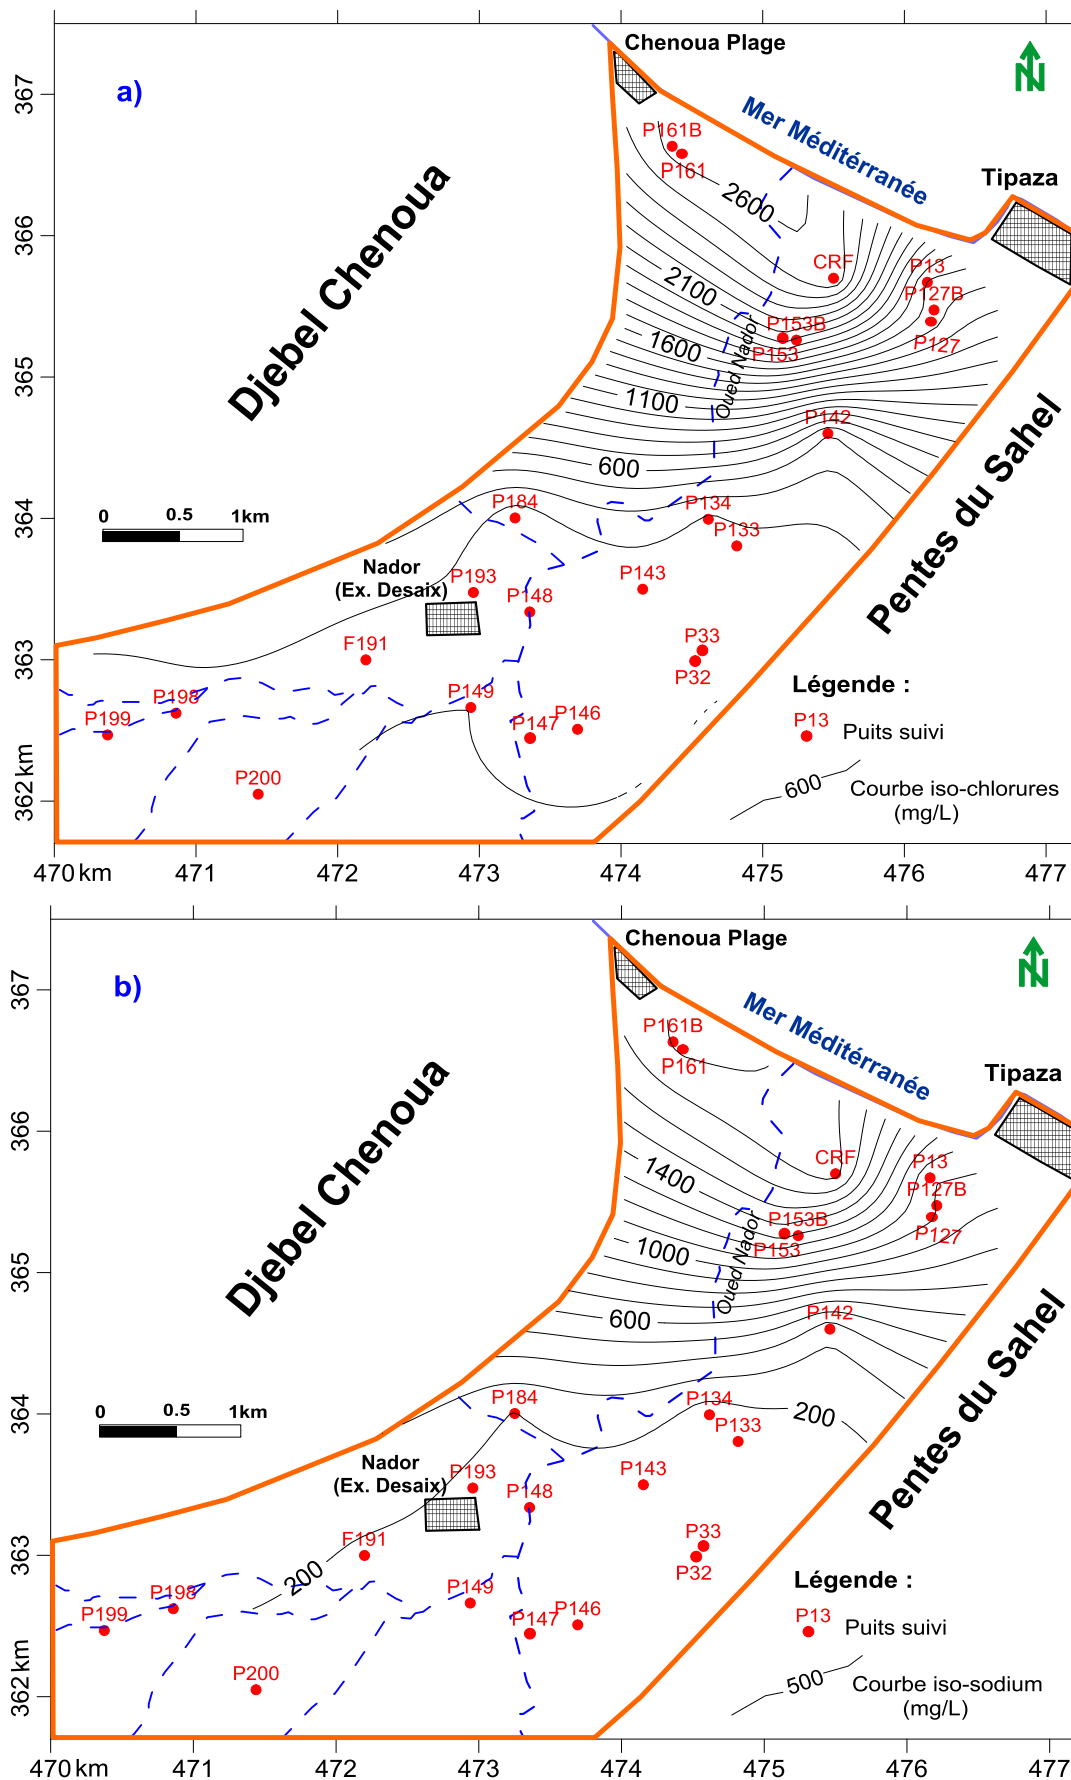 a)
Chenoua Plage
N
Mer Méditérranée
Tipaza
Djebel Chenoua
P161B
P161
2600
CRF
P13
P127B
P127
2100
P153B
P153
1600
Oued Nador
1100
P142
600
Pentes du Sahel
P184
P134
P133
0 0.5 1km
Nador
(Ex. Desaix)
P193
P148
P143
F191
P33
P32
P149
P198
P199
P147
P146
P200
Légende :
P13
Puits suivi
600
Courbe iso-chlorures
(mg/L)
367
366
365
364
363
362 km
470 km 471 472 473 474 475 476 477
b)
Chenoua Plage
N
Mer Méditérranée
Tipaza
Djebel Chenoua
P161B
P161
CRF
P13
P127B
P127
1400
P153B
P153
1000
Oued Nador
600
P142
Pentes du Sahel
P184
P134
P133
200
0 0.5 1km
Nador
(Ex. Desaix)
P193
P148
P143
F191
200
P33
P32
P149
P198
P199
P147
P146
P200
Légende :
P13
Puits suivi
500
Courbe iso-sodium
(mg/L)
367
366
365
364
363
362 km
470 km 471 472 473 474 475 476 477